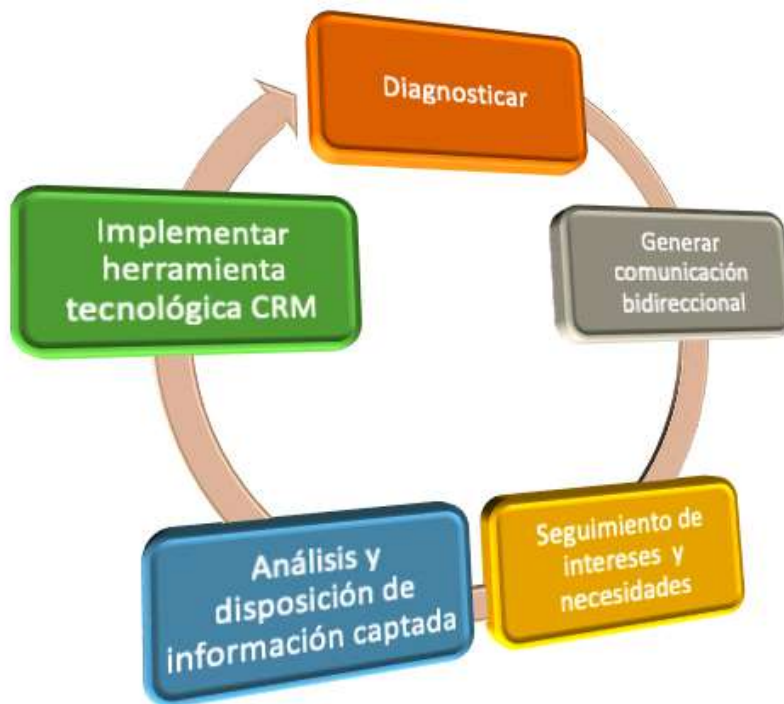 Diagnosticar
Generar
comunicación
bidireccional
Seguimiento de
intereses y
necesidades
Análisis y
disposición de
información captada
Implementar
herramienta
tecnológica CRM